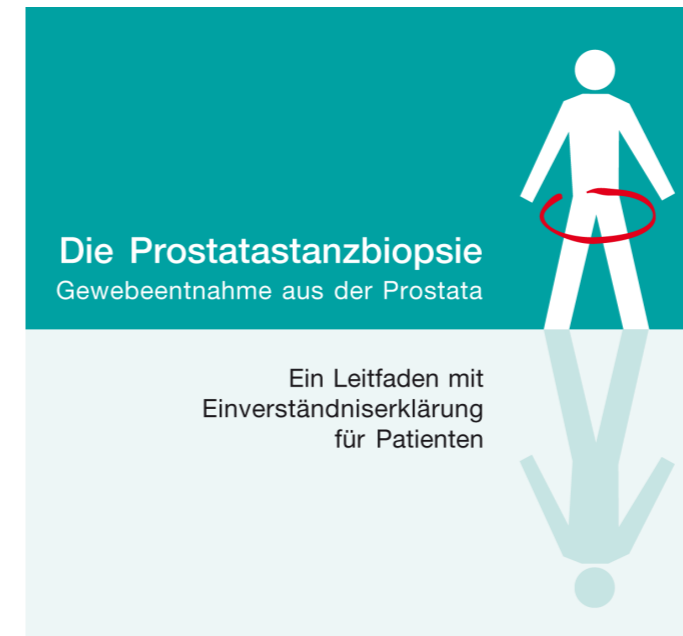 Die Prostatastanzbiopsie
Gewebeentnahme aus der Prostata
Ein Leitfaden mit
Einverständniserklärung
für Patienten